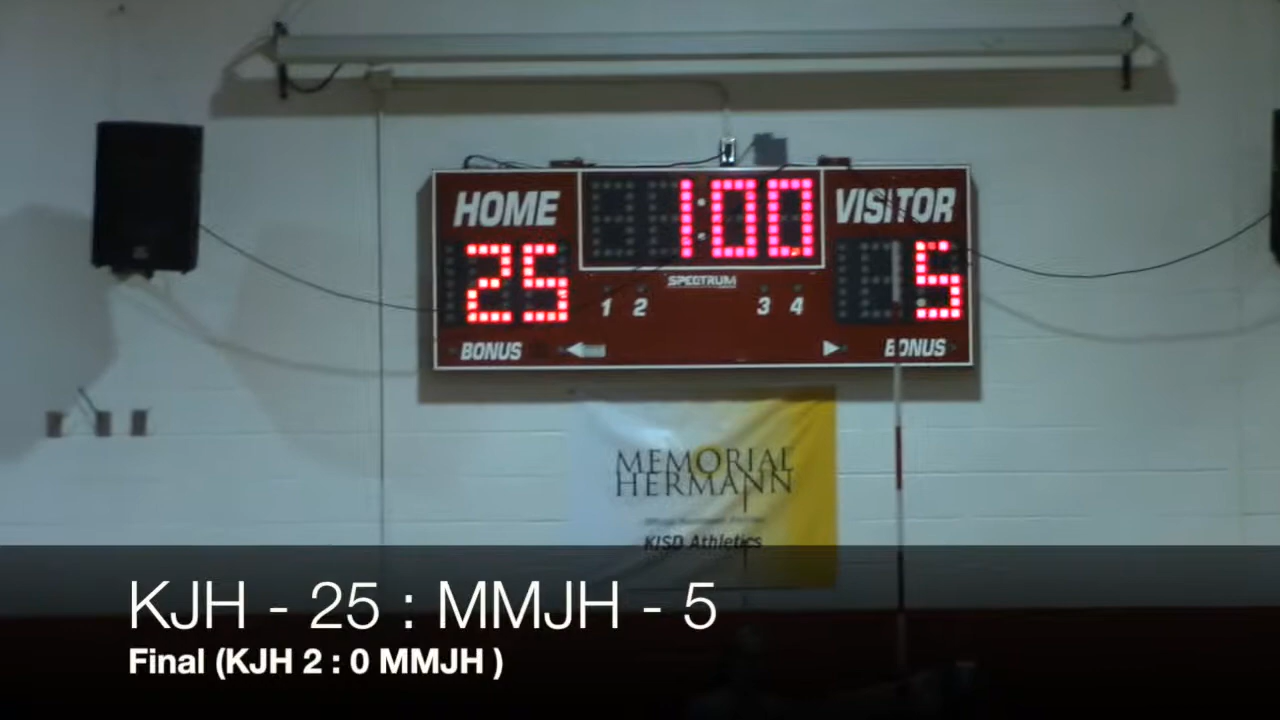 HOME
1:00
VISITOR
25
5
SPECTRUM
1 2 3 4
BONUS
BONUS
MEMORIAL
HERMANN
KISD Athletics
KJH - 25 : MMJH - 5
Final (KJH 2 : 0 MMJH )